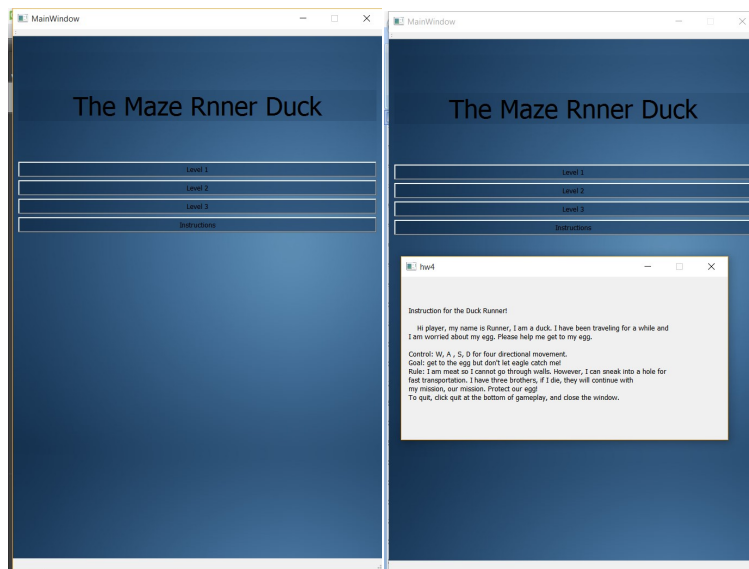 MainWindow
The Maze Rnner Duck
Level 1
Level 2
Level 3
Instructions
MainWindow
The Maze Rnner Duck
Level 1
Level 2
Level 3
Instructions
hw4
Instruction for the Duck Runner!
Hi player, my name is Runner, I am a duck. I have been traveling for a while and
I am worried about my egg. Please help me get to my egg.
Control: W, A , S, D for four directional movement.
Goal: get to the egg but don't let eagle catch me!
Rule: I am meat so I cannot go through walls. However, I can sneak into a hole for
fast transportation. I have three brothers, if I die, they will continue with
my mission, our mission. Protect our egg!
To quit, click quit at the bottom of gameplay, and close the window.